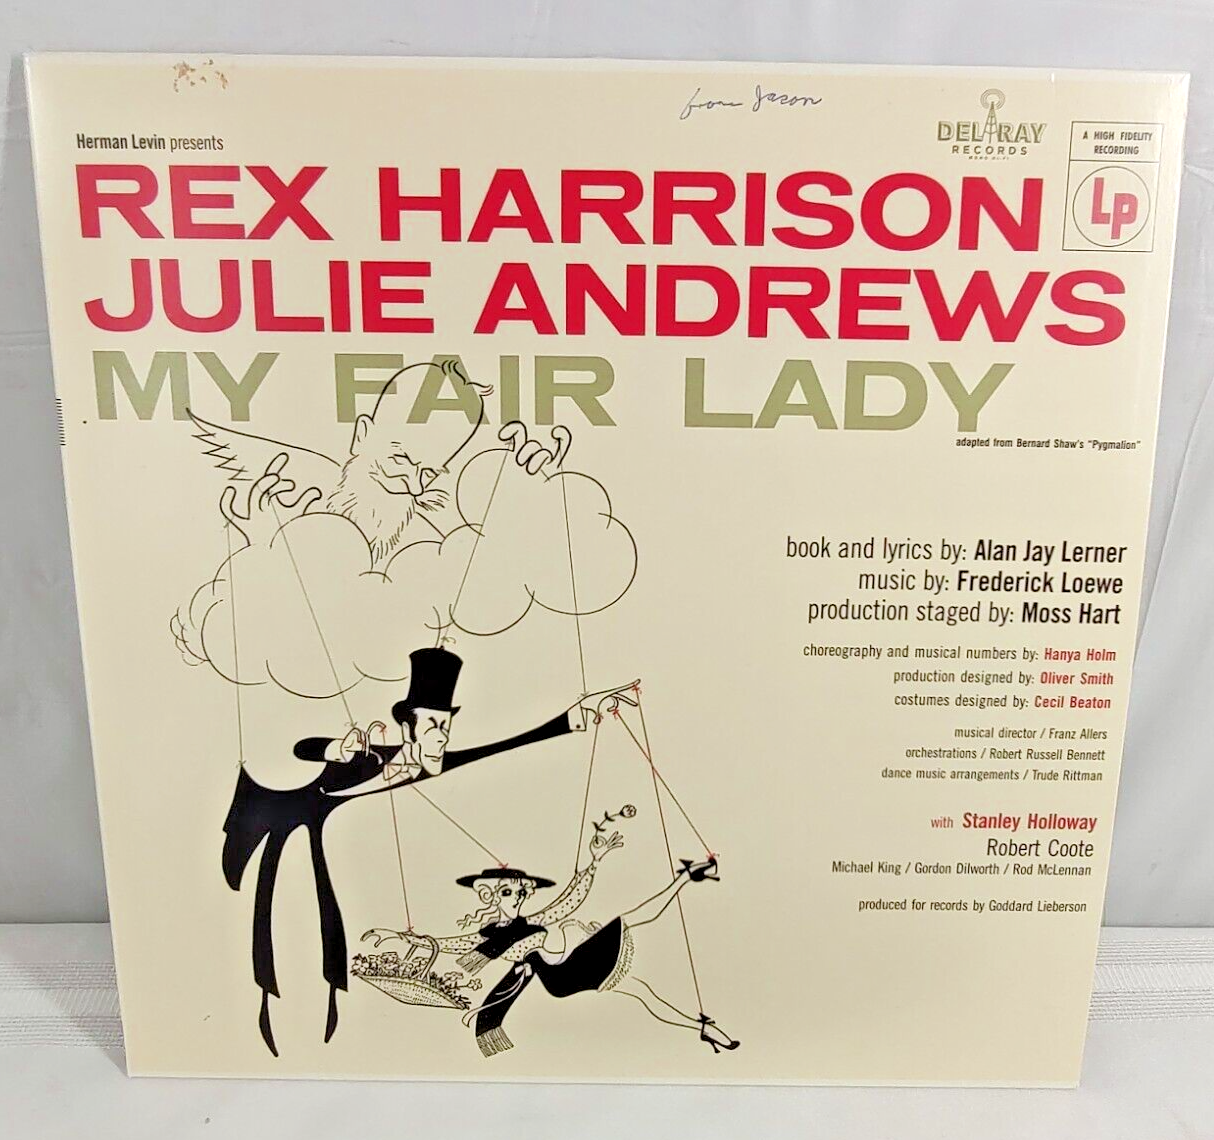 from Jason
DEL RAY
RECORDS
MONO HI-FI
A HIGH FIDELITY
RECORDING
Lp
Herman Levin presents
REX HARRISON
JULIE ANDREWS
MY FAIR LADY
adapted from Bernard Shaw's "Pygmalion"
book and lyrics by: Alan Jay Lerner
music by: Frederick Loewe
production staged by: Moss Hart
choreography and musical numbers by: Hanya Holm
production designed by: Oliver Smith
costumes designed by: Cecil Beaton
musical director / Franz Allers
orchestrations / Robert Russell Bennett
dance music arrangements / Trude Rittman
with Stanley Holloway
Robert Coote
Michael King / Gordon Dilworth / Rod McLennan
produced for records by Goddard Lieberson